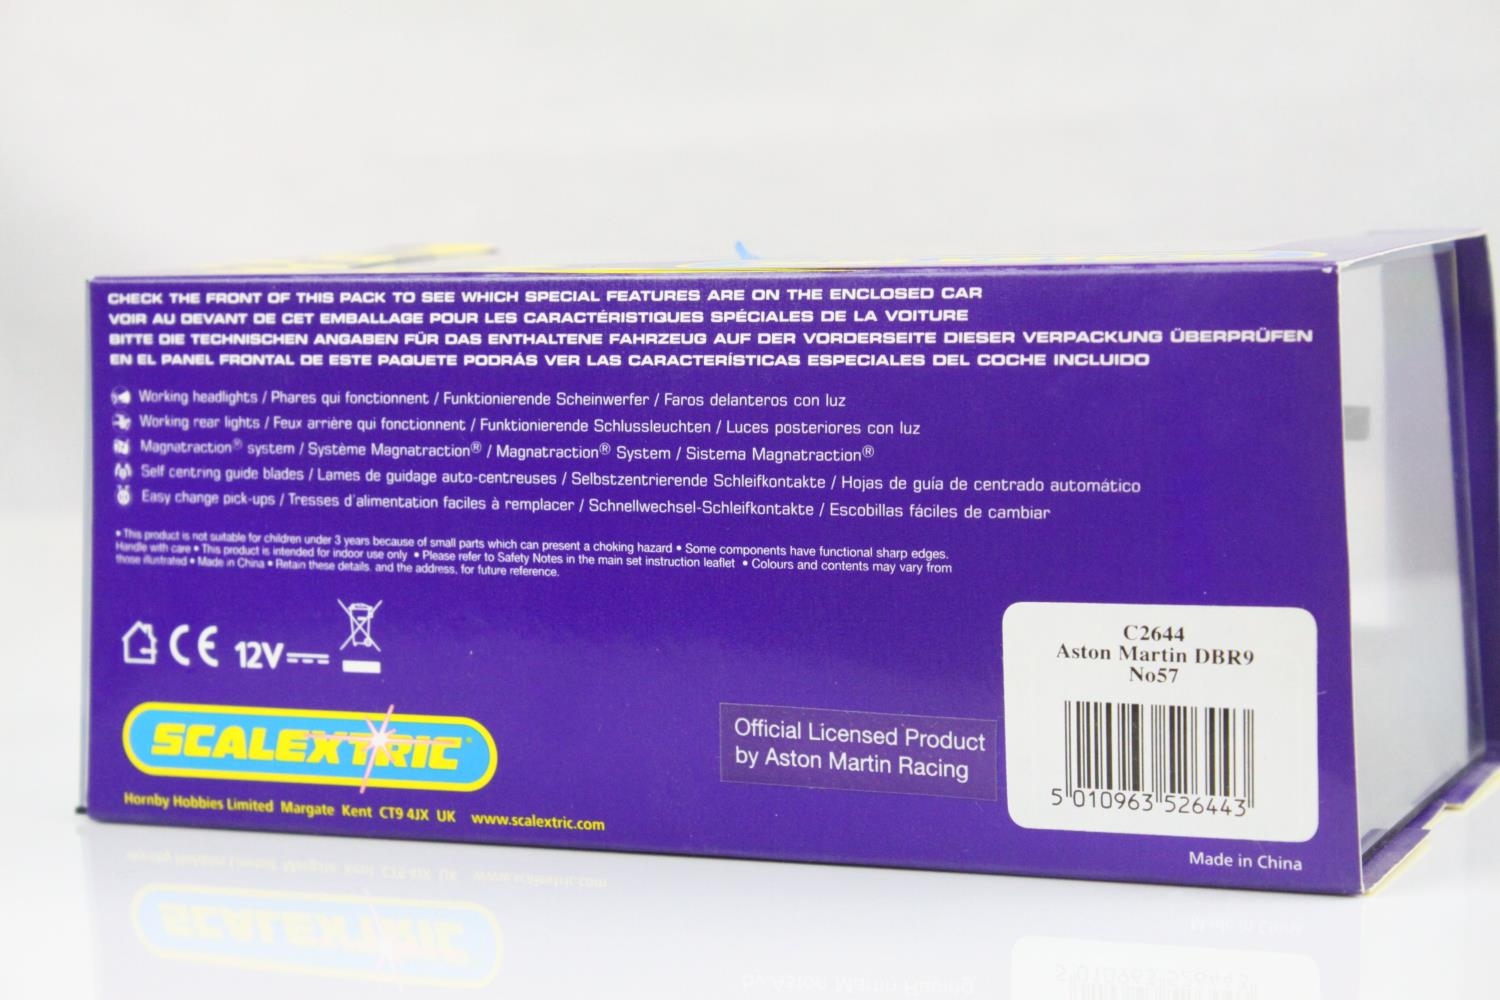 CHECK THE FRONT OF THIS PACK TO SEE WHICH SPECIAL FEATURES ARE ON THE ENCLOSED CAR
VOIR AU DEVANT DE CET EMBALLAGE POUR LES CARACTÉRISTIQUES SPÉCIALES DE LA VOITURE
BITTE DIE TECHNISCHEN ANGABEN FÜR DAS ENTHALTENE FAHRZEUG AUF DER VORDERSEITE DIESER VERPACKUNG ÜBERPRÜFEN
EN EL PANEL FRONTAL DE ESTE PAQUETE PODRÁS VER LAS CARACTERÍSTICAS ESPECIALES DEL COCHE INCLUIDO
Working headlights / Phares qui fonctionnent / Funktionierende Scheinwerfer / Faros delanteros con luz
Working rear lights / Feux arrière qui fonctionnent / Funktionierende Schlussleuchten / Luces posteriores con luz
Magnatraction® system / Système Magnatraction® / Magnatraction® System / Sistema Magnatraction®
Self centring guide blades / Lames de guidage auto-centreuses / Selbstzentrierende Schleifkontakte / Hojas de guía de centrado automático
Easy change pick-ups / Tresses d'alimentation faciles à remplacer / Schnellwechsel-Schleifkontakte / Escobillas fáciles de cambiar
• This product is not suitable for children under 3 years because of small parts which can present a choking hazard • Some components have functional sharp edges.
Handle with care • This product is intended for indoor use only • Please refer to Safety Notes in the main set instruction leaflet • Colours and contents may vary from
those illustrated • Made in China • Retain these details, and the address, for future reference.
CE 12V
SCALEXTRIC
Hornby Hobbies Limited Margate Kent CT9 4JX UK www.scalextric.com
Official Licensed Product
by Aston Martin Racing
C2644
Aston Martin DBR9
No57
5 010963 526443
Made in China